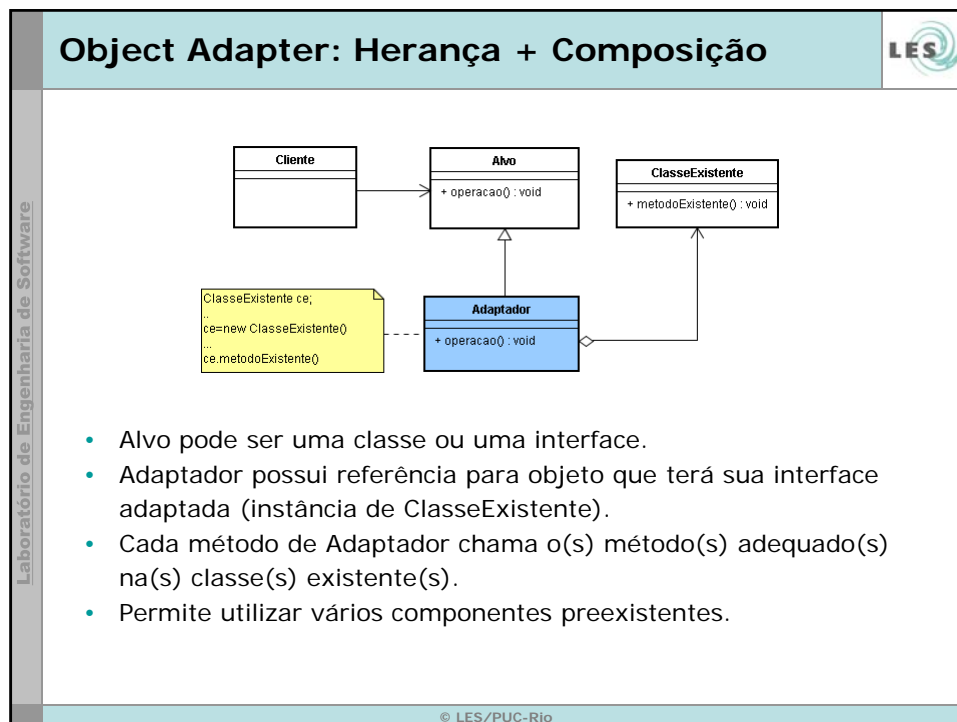 Object Adapter: Herança + Composição
LES
Laboratório de Engenharia de Software
Cliente
Alvo
+ operacao() : void
ClasseExistente
+ metodoExistente() : void
ClasseExistente ce;
..
ce=new ClasseExistente()
...
ce.metodoExistente()
Adaptador
+ operacao() : void
• Alvo pode ser uma classe ou uma interface.
• Adaptador possui referência para objeto que terá sua interface
adaptada (instância de ClasseExistente).
• Cada método de Adaptador chama o(s) método(s) adequado(s)
na(s) classe(s) existente(s).
• Permite utilizar vários componentes preexistentes.
© LES/PUC-Rio